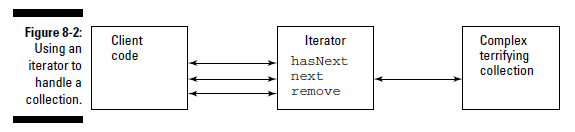 Figure 8-2:
Using an
iterator to
handle a
collection.
Client
code
Iterator
hasNext
next
remove
Complex
terrifying
collection